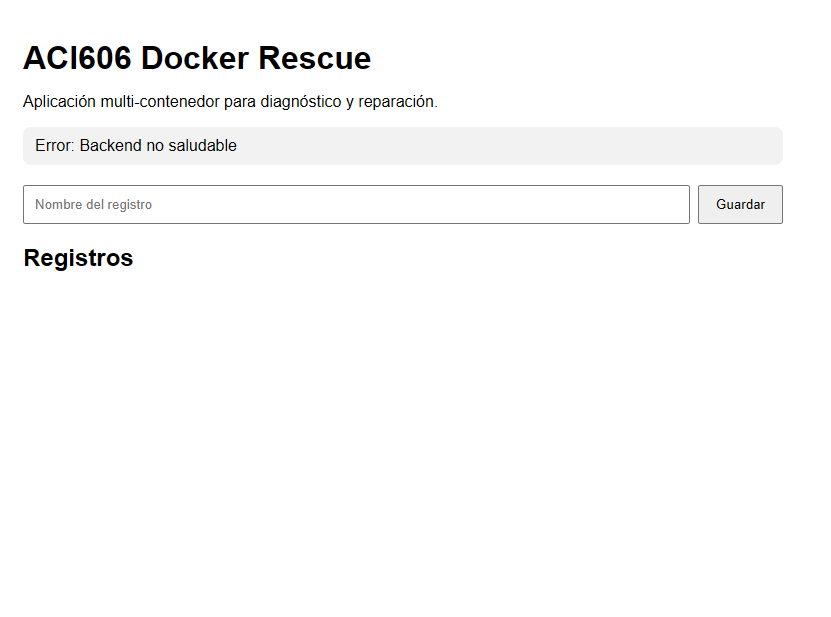 ACI606 Docker Rescue
Aplicación multi-contenedor para diagnóstico y reparación.
Error: Backend no saludable
Nombre del registro
Guardar
Registros